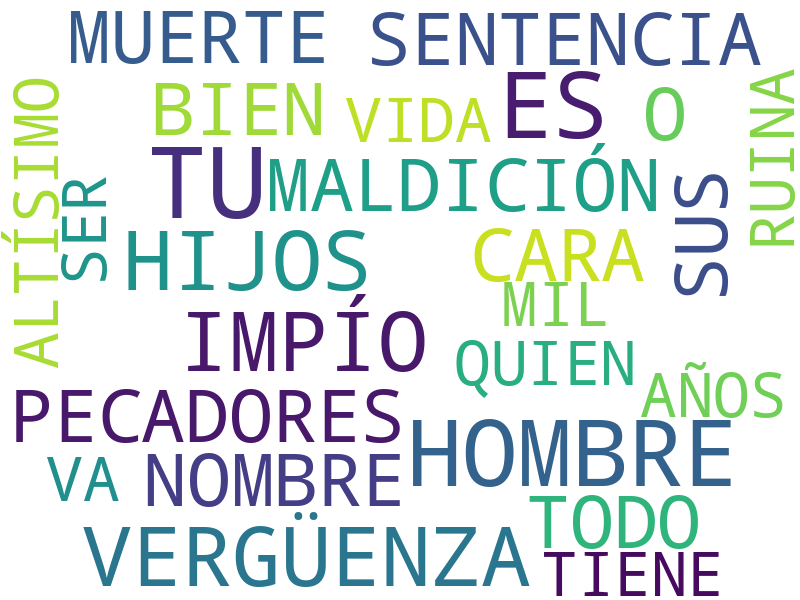 MUERTE SENTENCIA
BIEN VIDA ES O
ALTÍSIMO SER TU MALDICIÓN SUS RUINA
HIJOS CARA
IMPÍO MIL
QUIEN
PECADORES AÑOS
HOMBRE
VA NOMBRE
VERGÜENZA TODO
TIENE